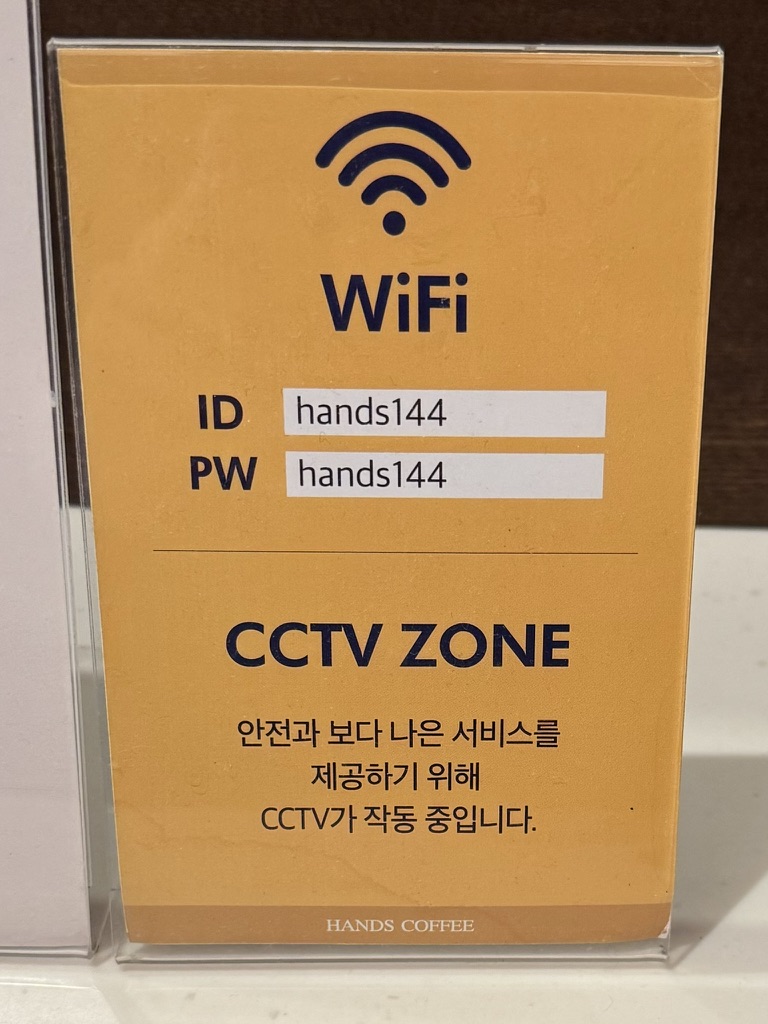 WiFi
ID hands144
PW hands144
CCTV ZONE
안전과 보다 나은 서비스를
제공하기 위해
CCTV가 작동 중입니다.
HANDS COFFEE